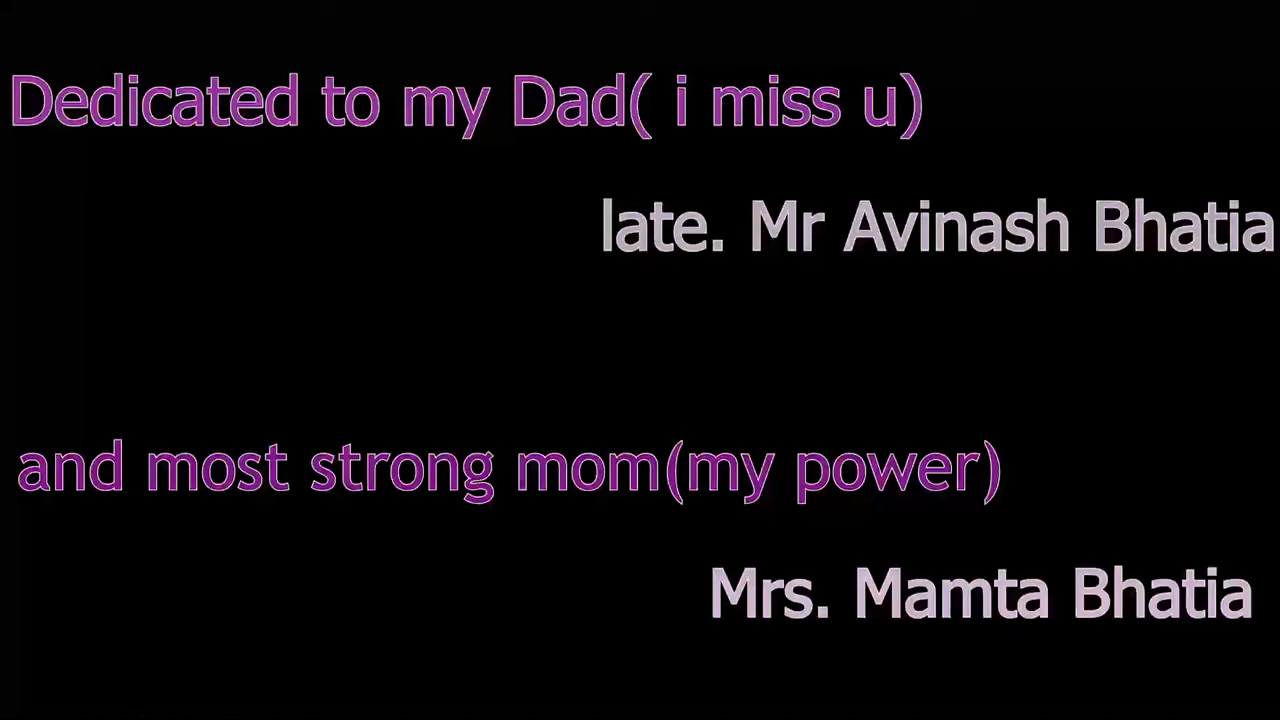 Dedicated to my Dad( i miss u)
late. Mr Avinash Bhatia
and most strong mom(my power)
Mrs. Mamta Bhatia